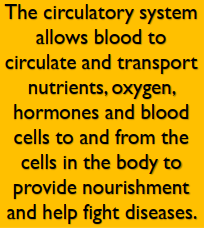 The circulatory system
allows blood to
circulate and transport
nutrients, oxygen,
hormones and blood
cells to and from the
cells in the body to
provide nourishment
and help fight diseases.